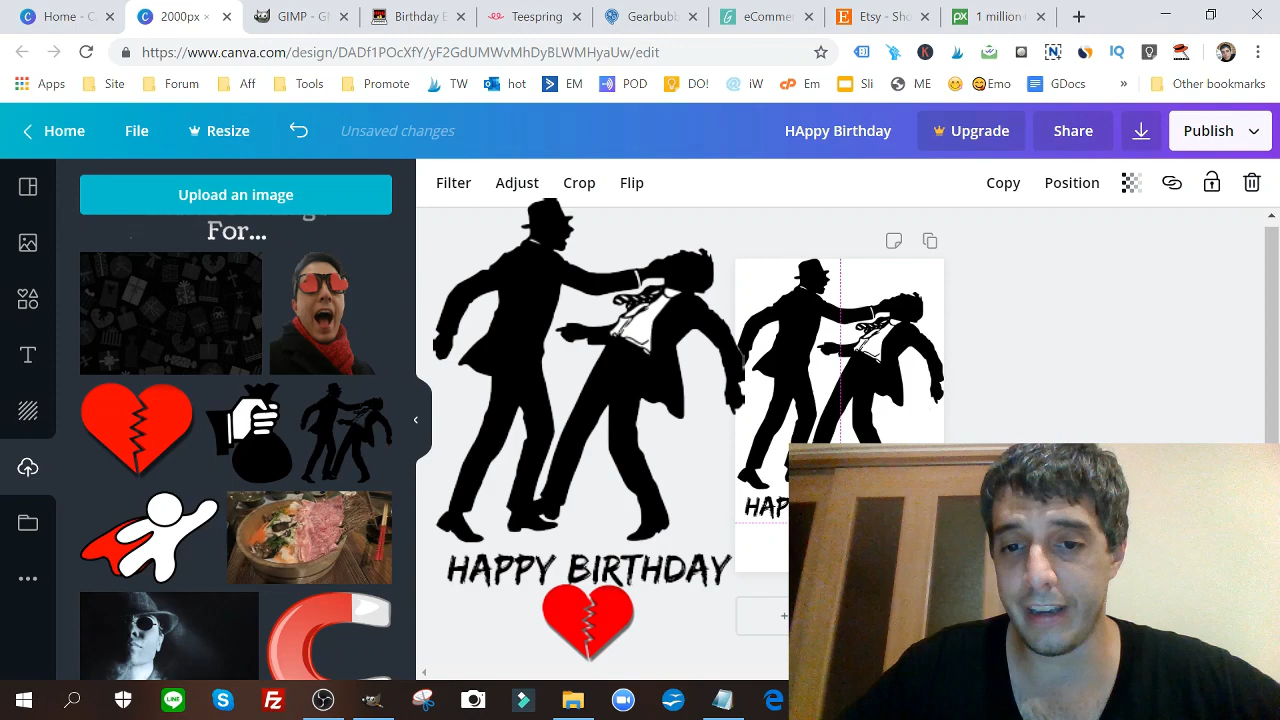 Home - C
2000px
GIMP - GN
Birthday E
Teespring
Gearbubb
eCommer
Etsy - Sho
1 million
https://www.canva.com/design/DADf1POcXfY/yF2GdUMWvMhDyBLWMHyaUw/edit
Apps Site Forum Aff Tools Promote TW hot EM POD DO! iW Em Sli ME Emo GDocs » Other bookmarks
Home File Resize Unsaved changes HAppy Birthday Upgrade Share Publish
Upload an image
Filter Adjust Crop Flip Copy Position
For...
HAP
HAPPY BIRTHDAY
+